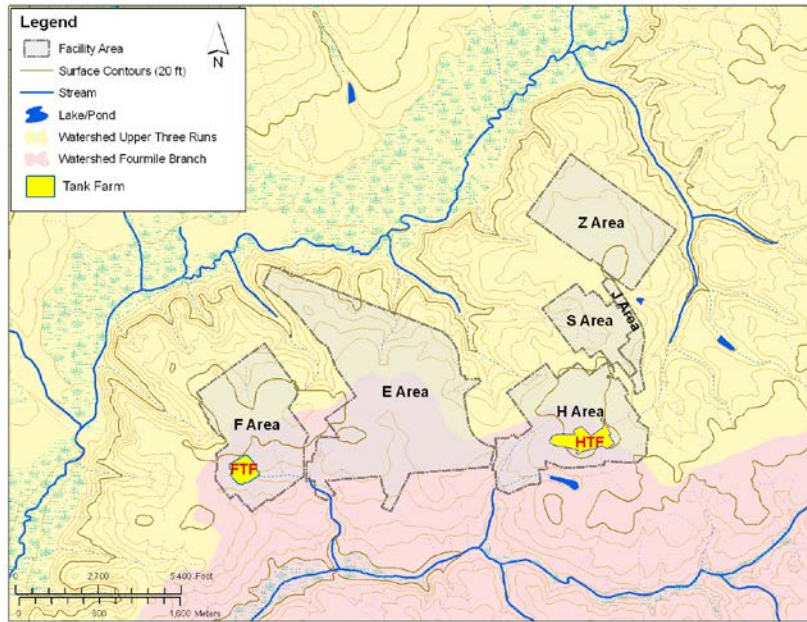 Legend
N
Facility Area
Surface Contours (20 ft)
Stream
Lake/Pond
Watershed Upper Three Runs
Watershed Fourmile Branch
Tank Farm
Z Area
J Area
S Area
E Area
F Area
H Area
HTF
FTF
0 2,700 5,400 Feet
0 800 1,600 Meters